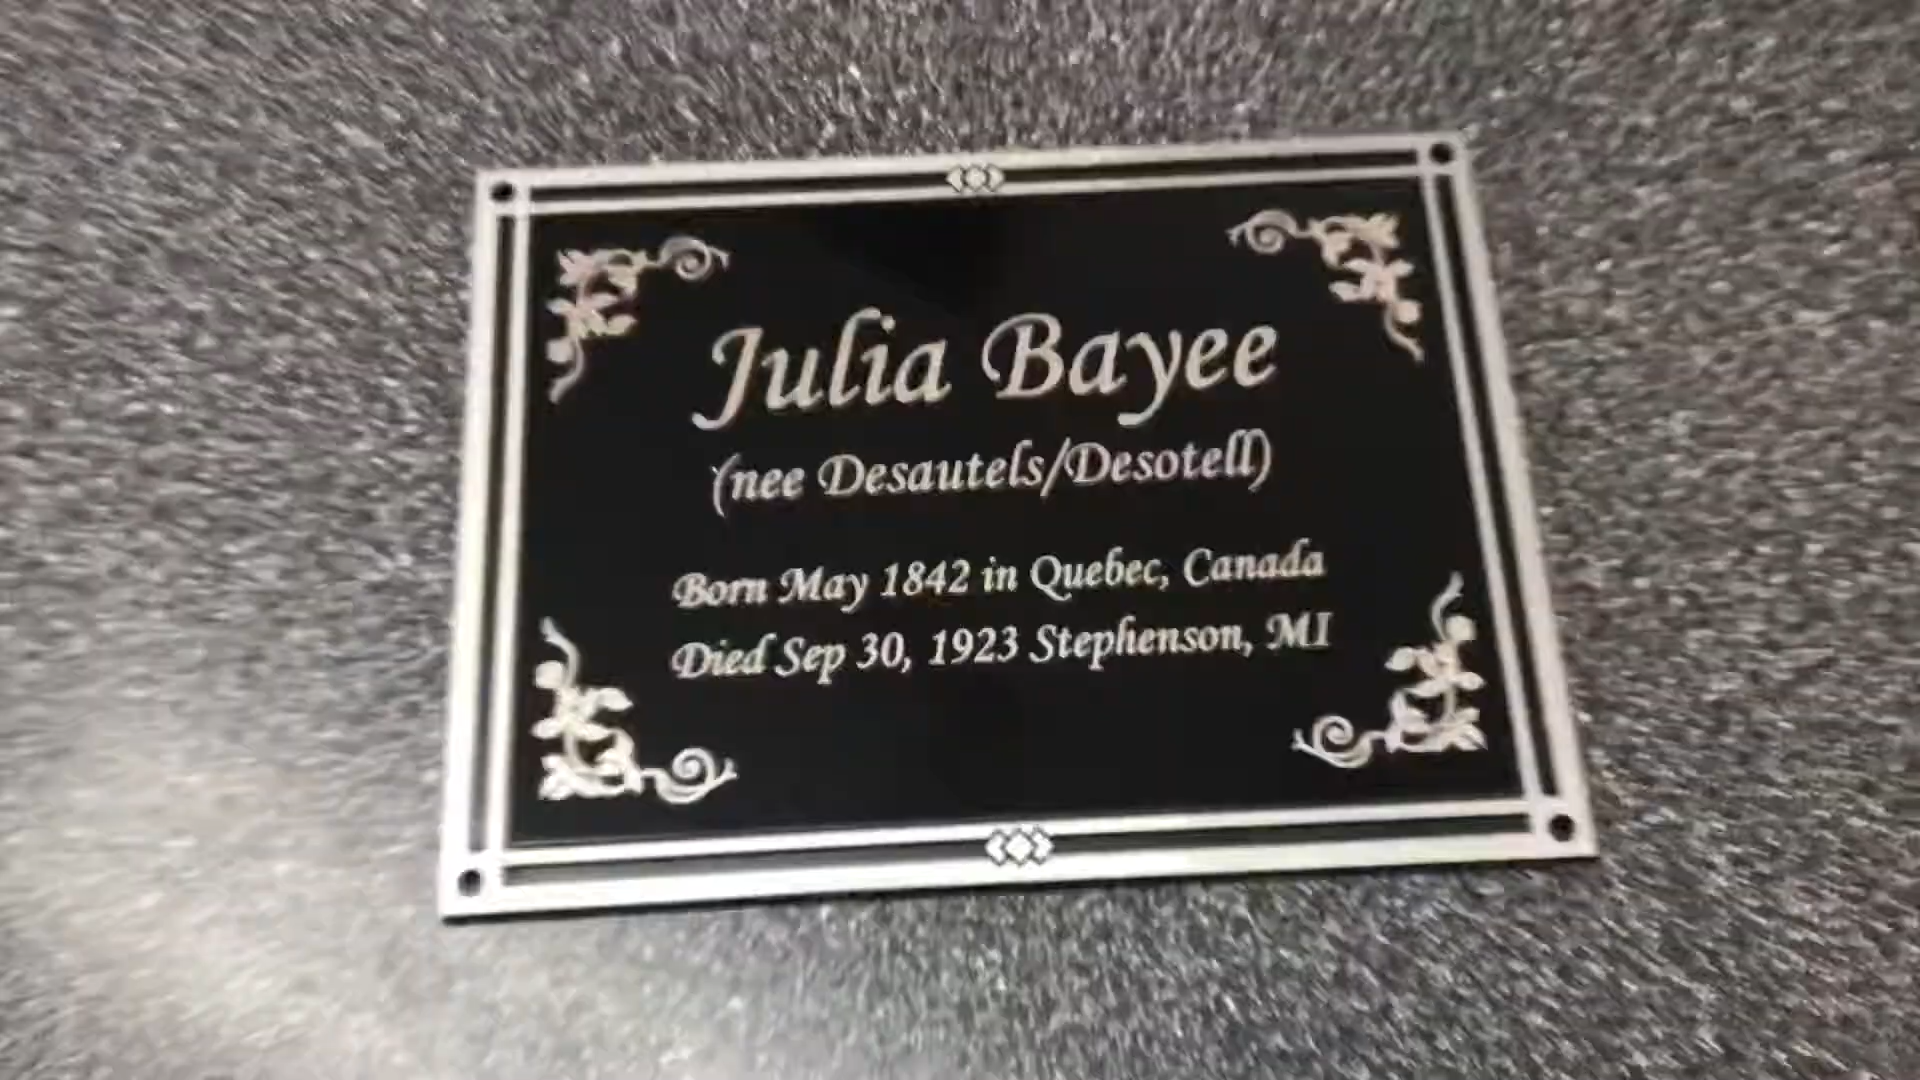 Julia Bayee
(nee Desautels/Desotell)
Born May 1842 in Quebec, Canada
Died Sep 30, 1923 Stephenson, MI